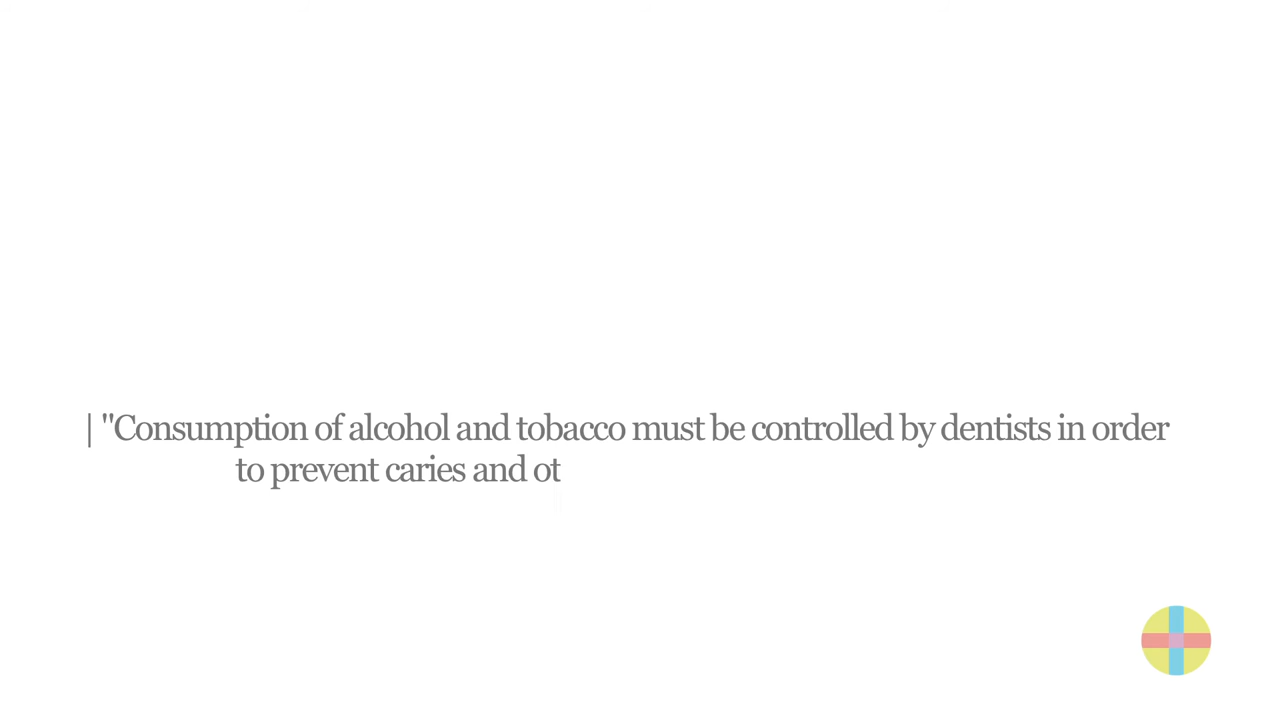 | "Consumption of alcohol and tobacco must be controlled by dentists in order
to prevent caries and ot